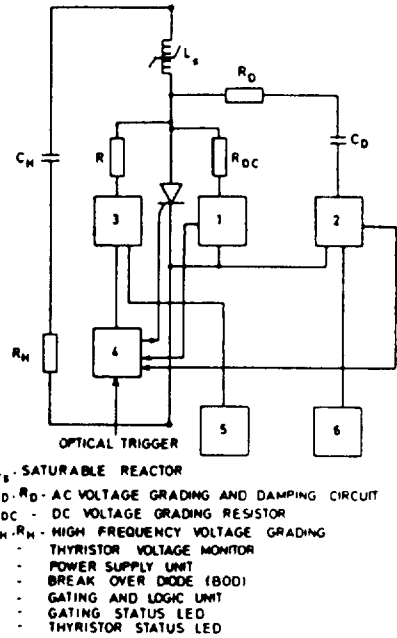 Ls
RD
CH
R
RDC
CD
3
1
2
RH
4
OPTICAL TRIGGER
5
6
s - SATURABLE REACTOR
D, RD - AC VOLTAGE GRADING AND DAMPING CIRCUIT
DC - DC VOLTAGE GRADING RESISTOR
H, RH - HIGH FREQUENCY VOLTAGE GRADING
- THYRISTOR VOLTAGE MONITOR
- POWER SUPPLY UNIT
- BREAK OVER DIODE (BOD)
- GATING AND LOGIC UNIT
- GATING STATUS LED
- THYRISTOR STATUS LED